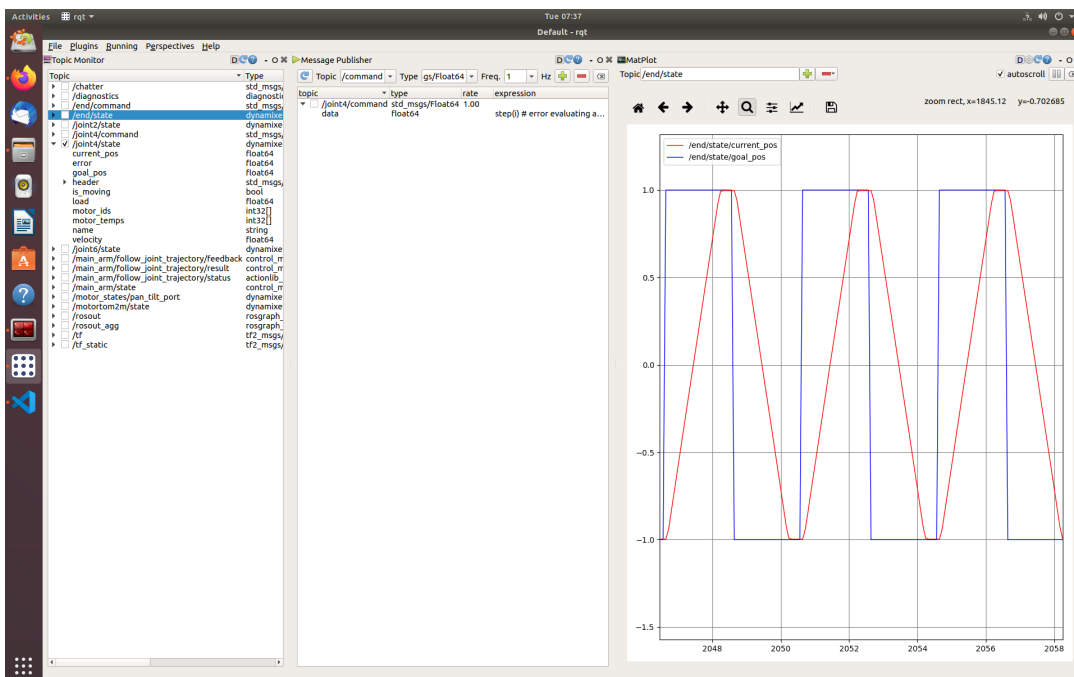 Activities rqt Tue 07:37
Default - rqt
File Plugins Running Perspectives Help
Topic Monitor D - O
Topic Type
/chatter std_msgs
/diagnostics diagnostic
/end/command std_msgs
/end/state dynamixe
/joint2/state dynamixe
/joint4/command std_msgs/
/joint4/state dynamixe
current_pos float64
error float64
goal_pos float64
header std_msgs/
is_moving bool
load float64
motor_ids int32[]
motor_temps int32[]
name string
velocity float64
/joint6/state dynamixe
/main_arm/follow_joint_trajectory/feedback control_m
/main_arm/follow_joint_trajectory/result control_m
/main_arm/follow_joint_trajectory/status actionlib_
/main_arm/state control_m
/motor_states/pan_tilt_port dynamixe
/motortom2m/state dynamixe
/rosout rosgraph_
/rosout_agg rosgraph_
/tf tf2_msgs/
/tf_static tf2_msgs/
Message Publisher D - O
Topic /command Type gs/Float64 Freq. 1 Hz
topic type rate expression
/joint4/command std_msgs/Float64 1.00
data float64 step(i) # error evaluating a...
MatPlot D - O
Topic /end/state autoscroll
zoom rect, x=1845.12 y=-0.702685
/end/state/current_pos
/end/state/goal_pos
1.0
0.5
0.0
−0.5
−1.0
−1.5
2048 2050 2052 2054 2056 2058